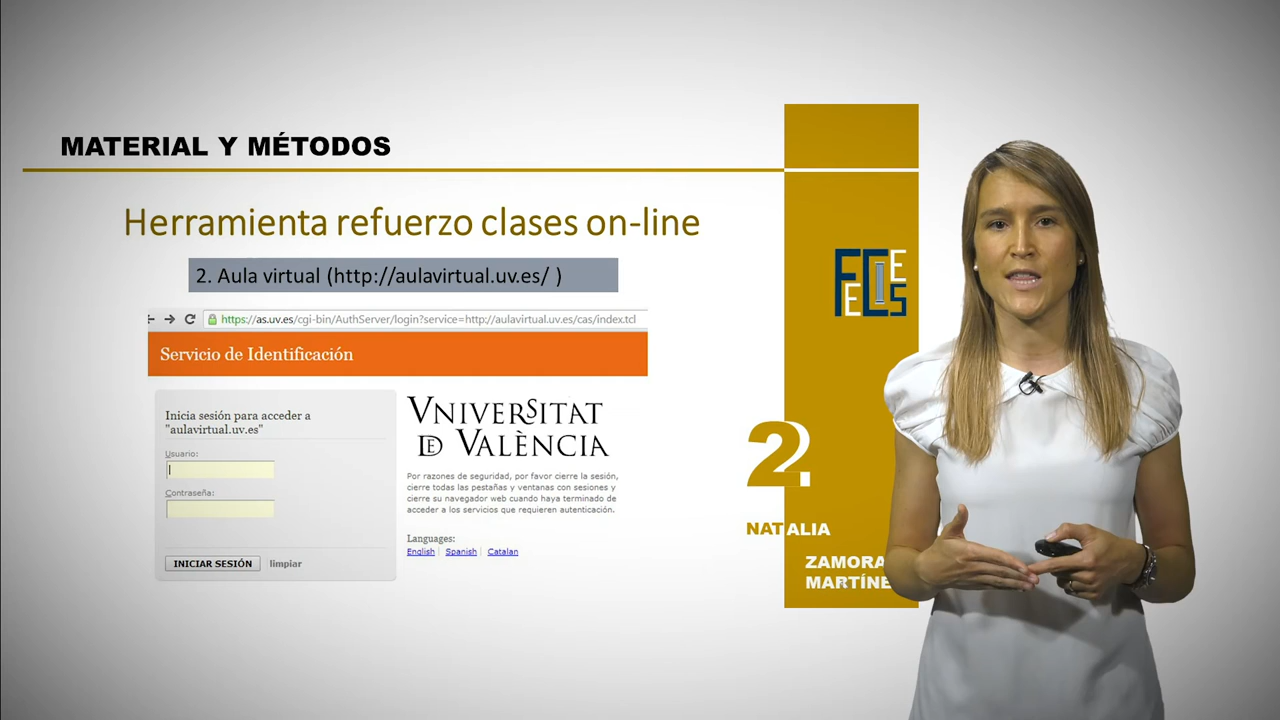 MATERIAL Y MÉTODOS
Herramienta refuerzo clases on-line
2. Aula virtual (http://aulavirtual.uv.es/ )
https://as.uv.es/cgi-bin/AuthServer/login?service=http://aulavirtual.uv.es/cas/index.tcl
Servicio de Identificación
Inicia sesión para acceder a
"aulavirtual.uv.es"
Usuario:
Contraseña:
INICIAR SESIÓN limpiar
VNIVERSITAT
DE VALÈNCIA
Por razones de seguridad, por favor cierre la sesión,
cierre todas las pestañas y ventanas con sesiones y
cierre su navegador web cuando haya terminado de
acceder a los servicios que requieren autenticación.
Languages:
English Spanish Catalan
FECIES
2.
NATALIA
ZAMORA
MARTÍNE